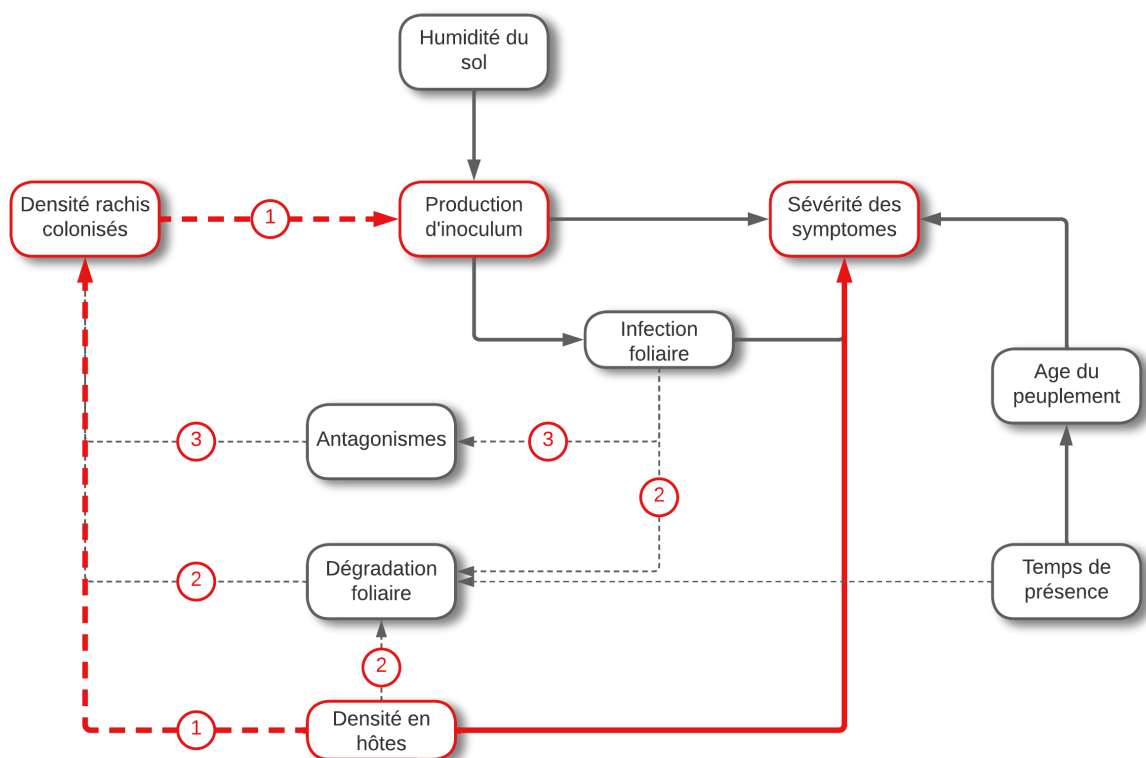 Humidité du
sol
Densité rachis
colonisés
1
Production
d'inoculum
Sévérité des
symptomes
Infection
foliaire
Age du
peuplement
3
Antagonismes
3
2
2
Dégradation
foliaire
Temps de
présence
2
1
Densité en
hôtes